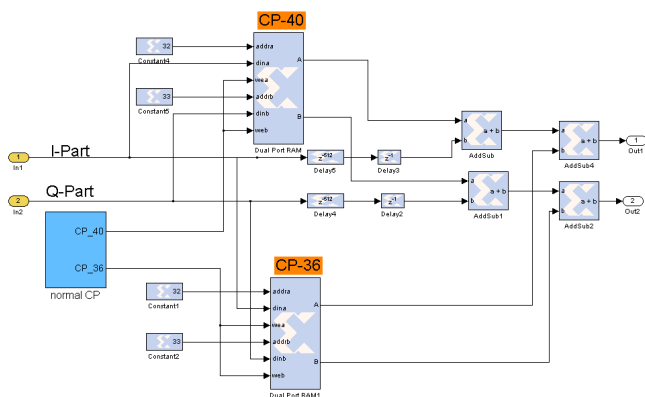 CP-40
32
Constant4
33
Constant5
addra
dina
wea
addrb
dinb
web
A
B
Dual Port RAM
1
In1
I-Part
z-512
Delay5
z-1
Delay3
a
b
a + b
AddSub
a
b
a + b
AddSub4
1
Out1
2
In2
Q-Part
z-512
Delay4
z-1
Delay2
a
b
a + b
AddSub1
a
b
a + b
AddSub2
2
Out2
CP_40
CP_36
normal CP
CP-36
32
Constant1
33
Constant2
addra
dina
wea
addrb
dinb
web
A
B
Dual Port RAM1